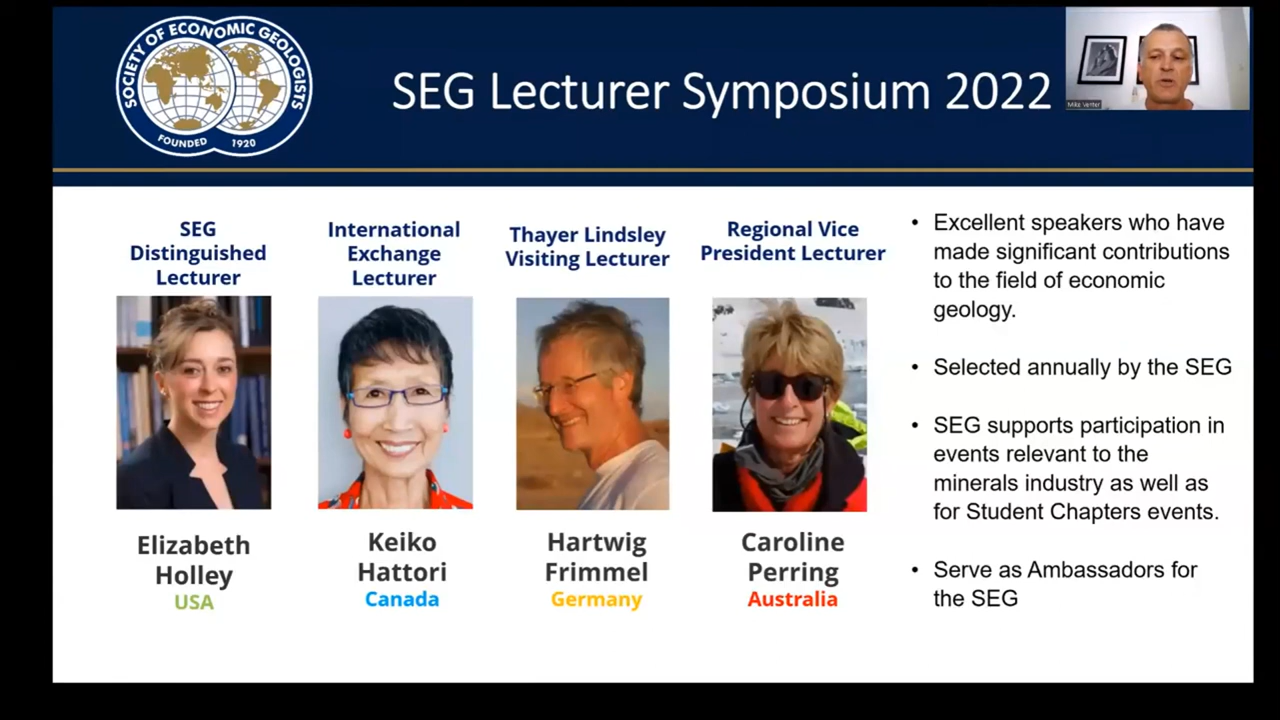 SOCIETY OF ECONOMIC GEOLOGISTS
FOUNDED 1920
SEG Lecturer Symposium 2022
Mike Venter
SEG
Distinguished
Lecturer
International
Exchange
Lecturer
Thayer Lindsley
Visiting Lecturer
Regional Vice
President Lecturer
Elizabeth
Holley
USA
Keiko
Hattori
Canada
Hartwig
Frimmel
Germany
Caroline
Perring
Australia
• Excellent speakers who have
made significant contributions
to the field of economic
geology.
• Selected annually by the SEG
• SEG supports participation in
events relevant to the
minerals industry as well as
for Student Chapters events.
• Serve as Ambassadors for
the SEG